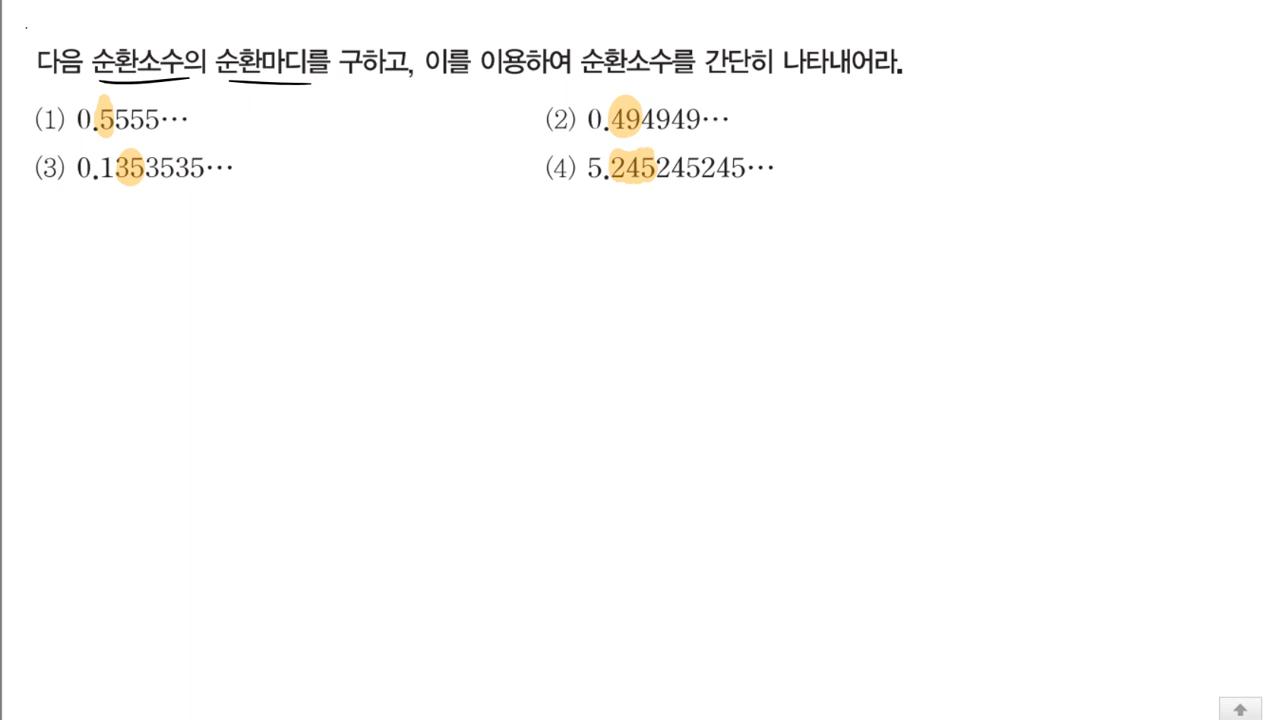 다음 순환소수의 순환마디를 구하고, 이를 이용하여 순환소수를 간단히 나타내어라.
(1) 0.5555⋯ (2) 0.494949⋯
(3) 0.1353535⋯ (4) 5.245245245⋯